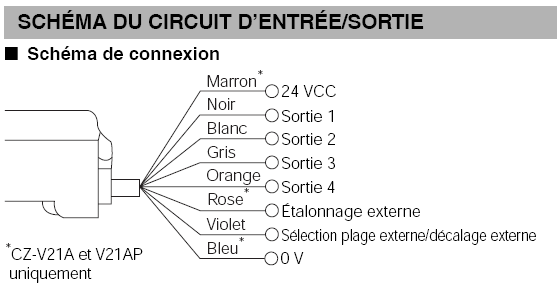 SCHÉMA DU CIRCUIT D’ENTRÉE/SORTIE
■ Schéma de connexion
Marron* 24 VCC
Noir Sortie 1
Blanc Sortie 2
Gris Sortie 3
Orange Sortie 4
Rose* Étalonnage externe
Violet Sélection plage externe/décalage externe
Bleu* 0 V
*CZ-V21A et V21AP
uniquement